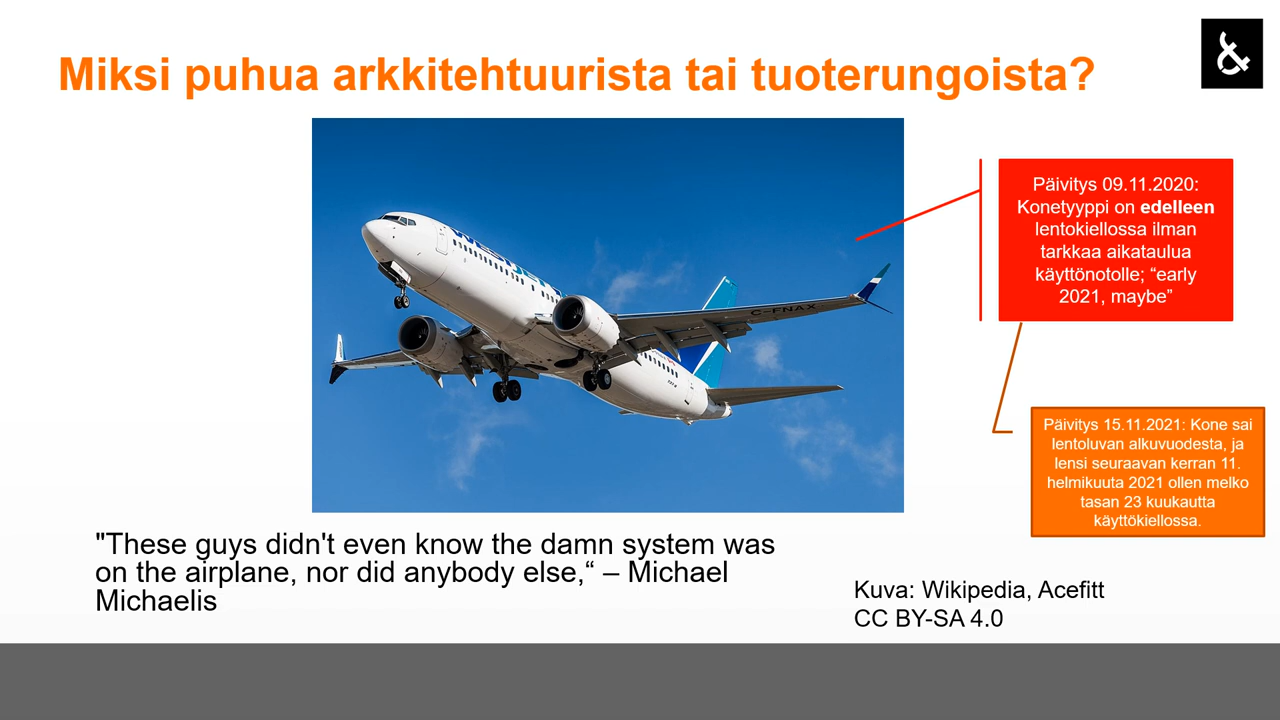 Miksi puhua arkkitehtuurista tai tuoterungoista?
&
WESTJET
C-FNAX
Päivitys 09.11.2020:
Konetyyppi on edelleen
lentokiellossa ilman
tarkkaa aikataulua
käyttönotolle; “early
2021, maybe”
Päivitys 15.11.2021: Kone sai
lentoluvan alkuvuodesta, ja
lensi seuraavan kerran 11.
helmikuuta 2021 ollen melko
tasan 23 kuukautta
käyttökiellossa.
"These guys didn't even know the damn system was
on the airplane, nor did anybody else,“ – Michael
Michaelis
Kuva: Wikipedia, Acefitt
CC BY-SA 4.0